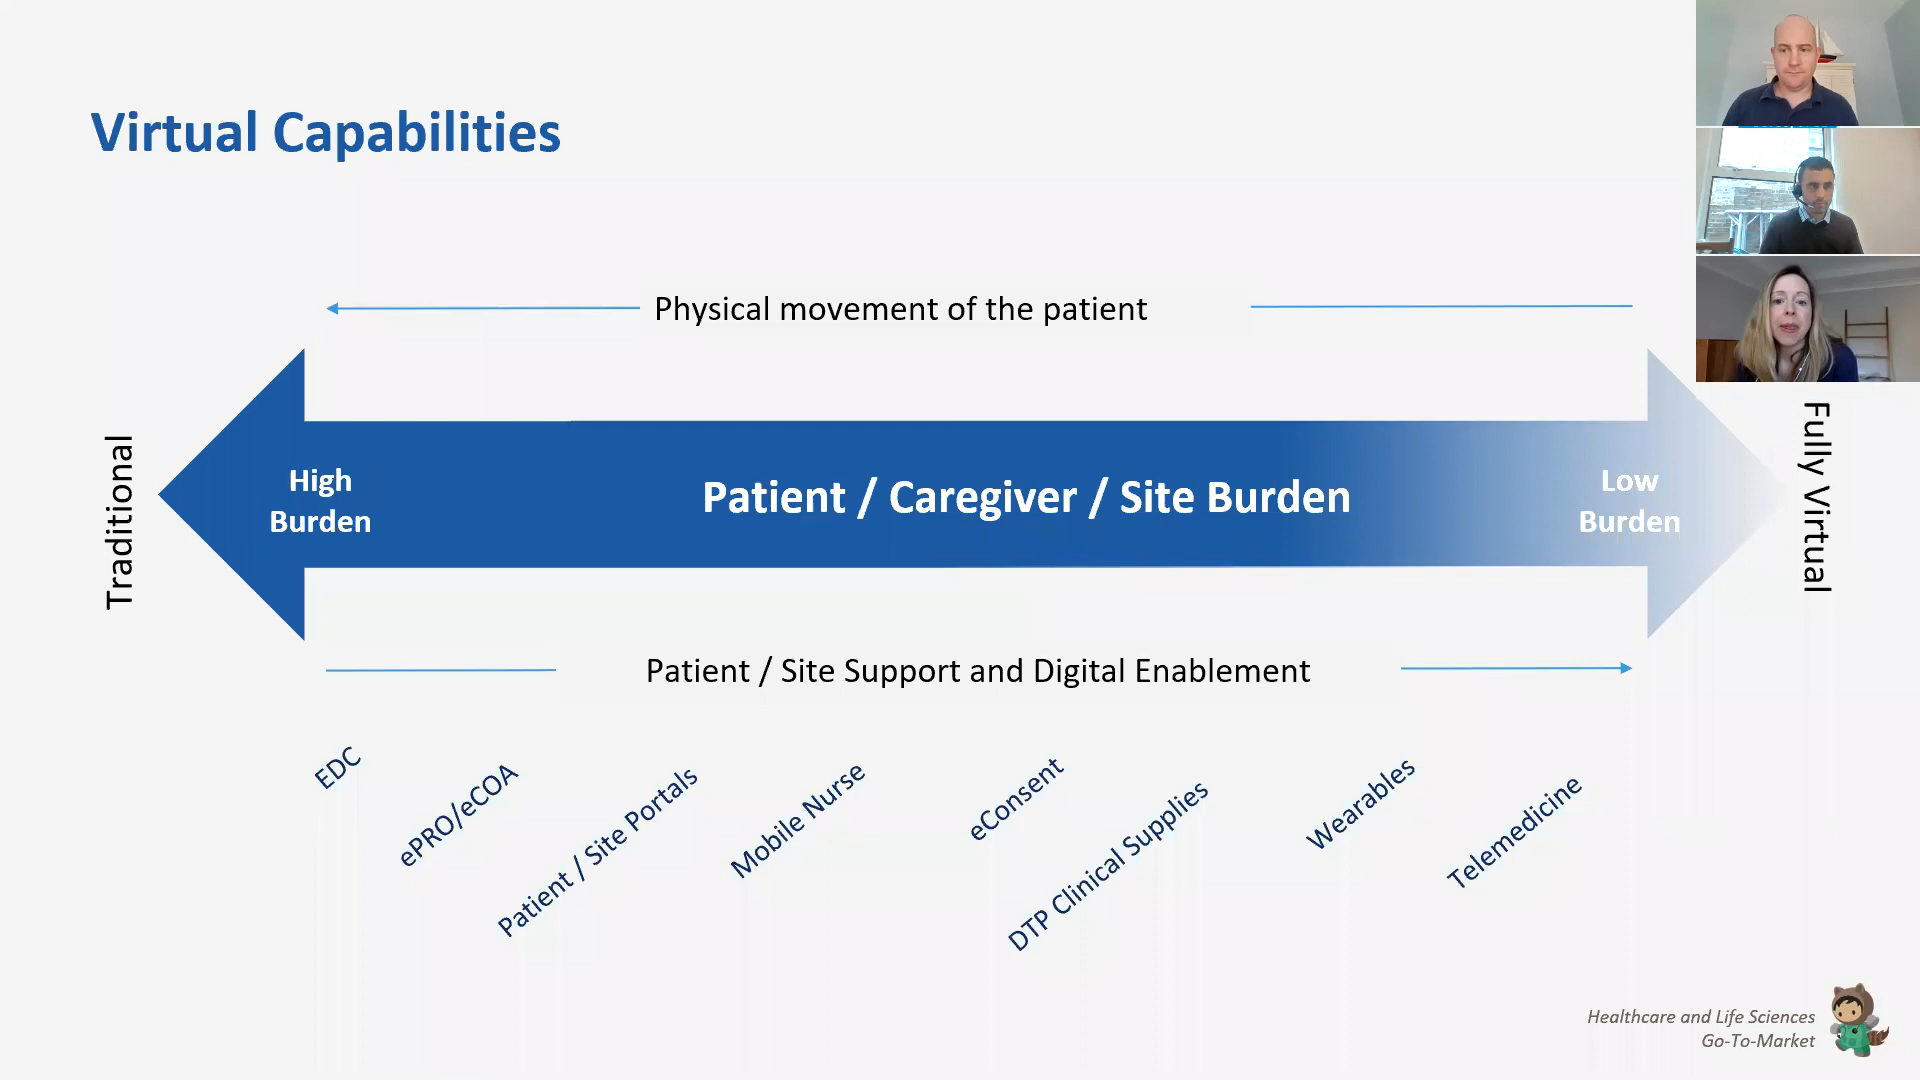 Virtual Capabilities
Physical movement of the patient
Traditional
High
Burden
Patient / Caregiver / Site Burden
Low
Burden
Fully Virtual
Patient / Site Support and Digital Enablement
EDC
ePRO/eCOA
Patient / Site Portals
Mobile Nurse
eConsent
DTP Clinical Supplies
Wearables
Telemedicine
Healthcare and Life Sciences
Go-To-Market